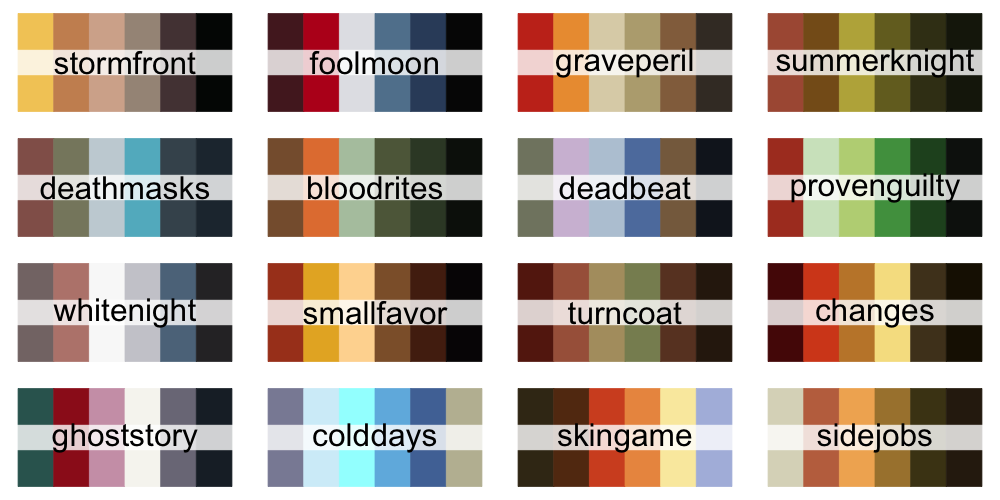 stormfront
foolmoon
graveperil
summerknight
deathmasks
bloodrites
deadbeat
provenguilty
whitenight
smallfavor
turncoat
changes
ghoststory
colddays
skingame
sidejobs